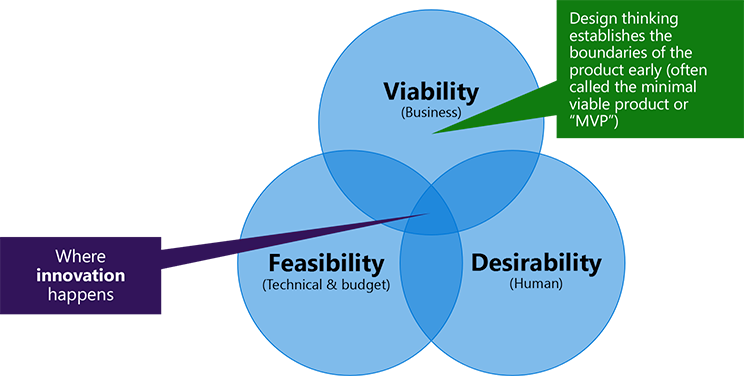 Design thinking
establishes the
boundaries of the
product early (often
called the minimal
viable product or
“MVP”)
Viability
(Business)
Where
innovation
happens
Feasibility
(Technical & budget)
Desirability
(Human)